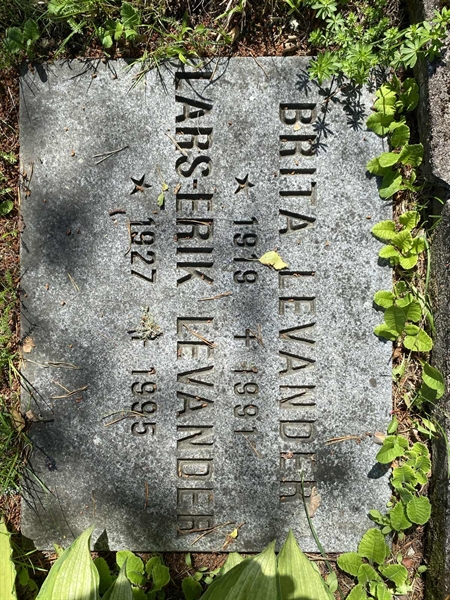 BRITA LEVANDER
★ 1919 ✝ 1991
LARS-ERIK LEVANDER
★ 1927 ✝ 1995